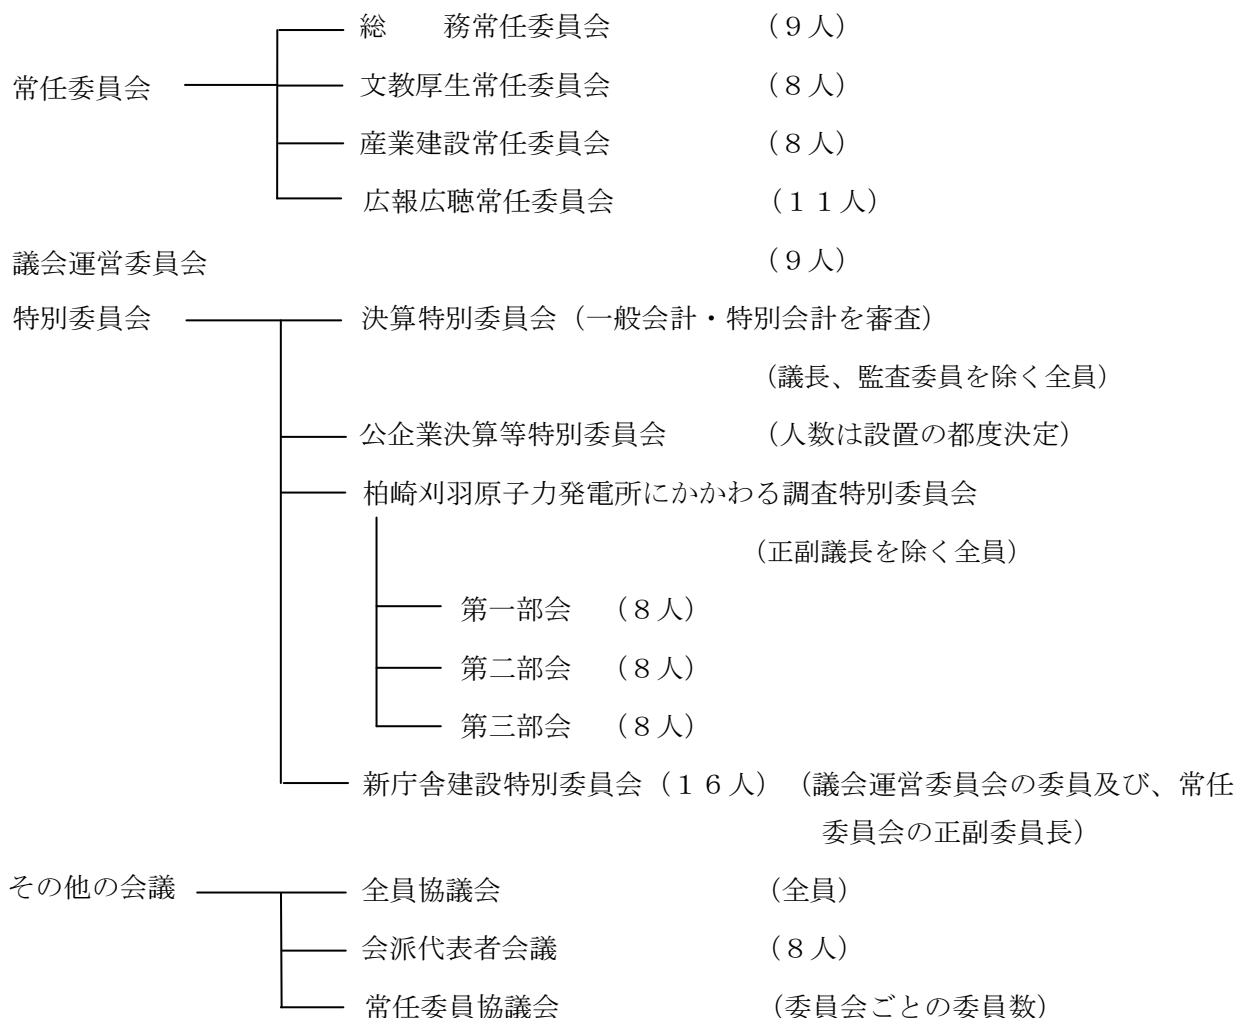 総　　務常任委員会　（９人）
常任委員会　文教厚生常任委員会　（８人）
産業建設常任委員会　（８人）
広報広聴常任委員会　（１１人）
議会運営委員会　（９人）
特別委員会　決算特別委員会（一般会計・特別会計を審査）
（議長、監査委員を除く全員）
公企業決算等特別委員会　（人数は設置の都度決定）
柏崎刈羽原子力発電所にかかわる調査特別委員会
（正副議長を除く全員）
第一部会　（８人）
第二部会　（８人）
第三部会　（８人）
新庁舎建設特別委員会（１６人）（議会運営委員会の委員及び、常任
委員会の正副委員長）
その他の会議　全員協議会　（全員）
会派代表者会議　（８人）
常任委員協議会　（委員会ごとの委員数）